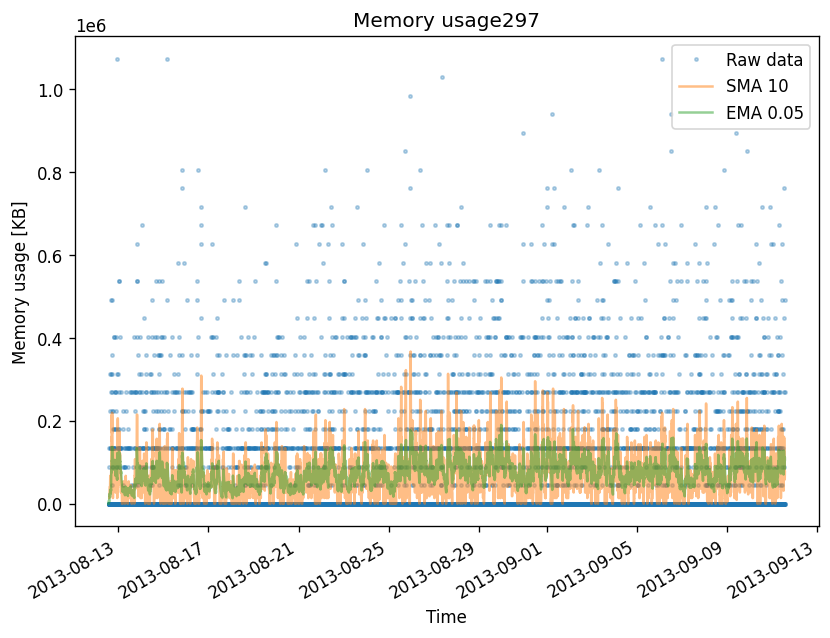 Memory usage297
1e6
Raw data
SMA 10
EMA 0.05
1.0
0.8
0.6
0.4
0.2
0.0
Memory usage [KB]
2013-08-13
2013-08-17
2013-08-21
2013-08-25
2013-08-29
2013-09-01
2013-09-05
2013-09-09
2013-09-13
Time